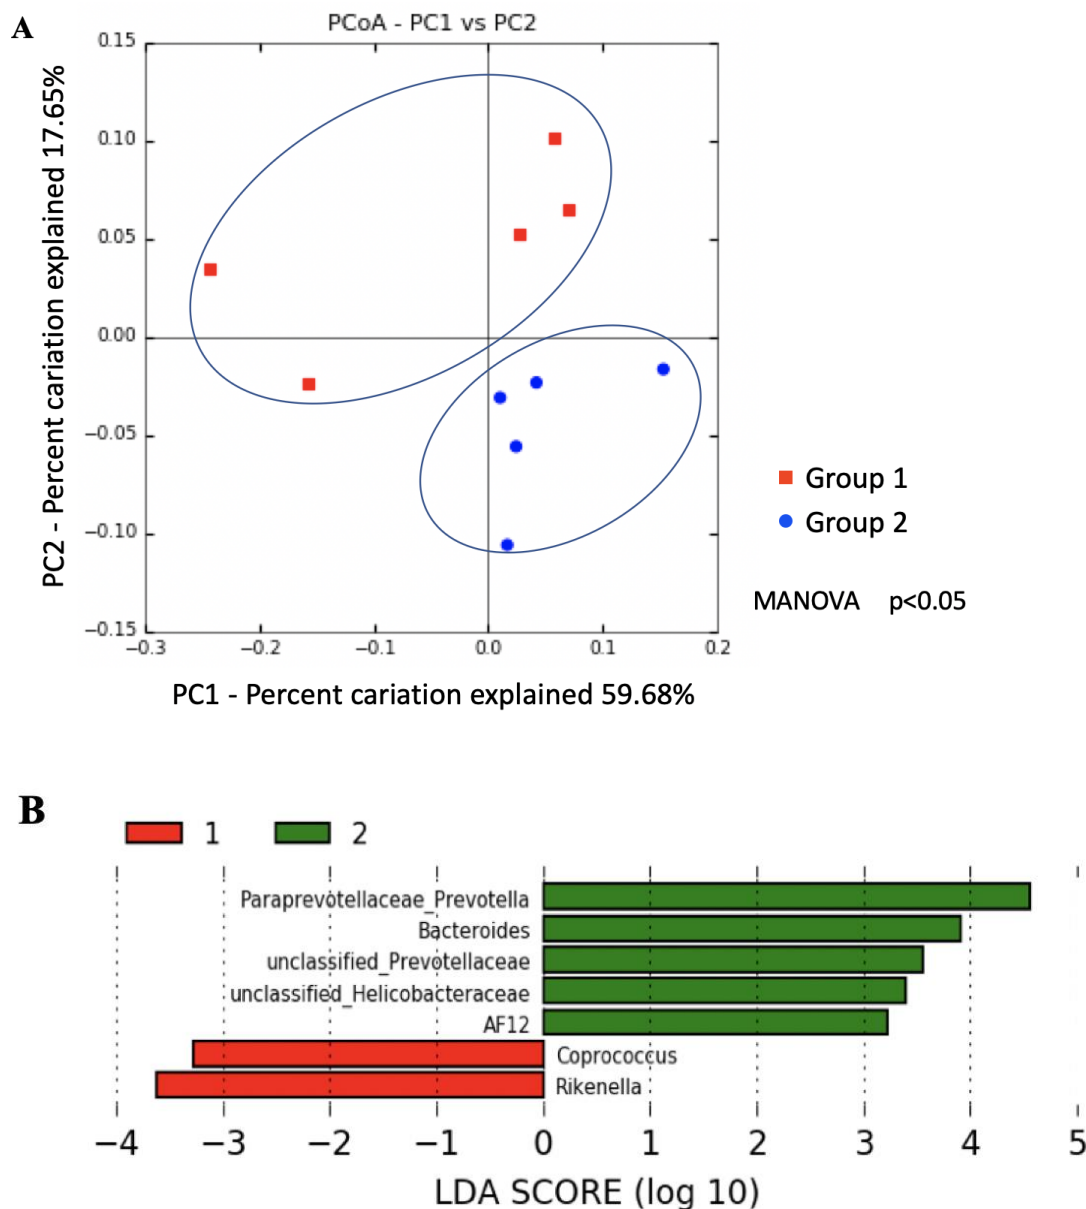 A
PCoA - PC1 vs PC2
PC2 - Percent cariation explained 17.65%
0.15
0.10
0.05
0.00
−0.05
−0.10
−0.15
−0.3
−0.2
−0.1
0.0
0.1
0.2
PC1 - Percent cariation explained 59.68%
Group 1
Group 2
MANOVA p<0.05
B
1
2
Paraprevotellaceae_Prevotella
Bacteroides
unclassified_Prevotellaceae
unclassified_Helicobacteraceae
AF12
Coprococcus
Rikenella
−4
−3
−2
−1
0
1
2
3
4
5
LDA SCORE (log 10)